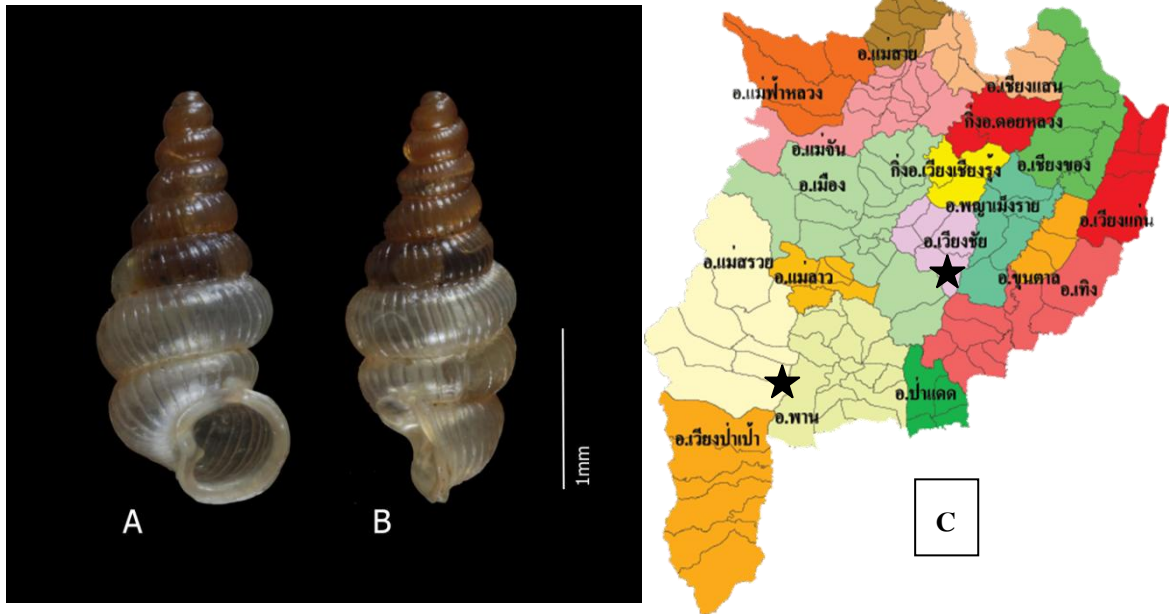 A
B
1mm
อ.แม่สาย
อ.เชียงแสน
อ.แม่ฟ้าหลวง
กิ่งอ.ดอยหลวง
อ.แม่จัน
กิ่งอ.เวียงเชียงรุ้ง
อ.เชียงของ
อ.เมือง
อ.พญาเม็งราย
อ.เวียงแก่น
อ.เวียงชัย
อ.แม่สรวย
อ.แม่ลาว
อ.ขุนตาล
อ.เทิง
อ.ป่าแดด
อ.พาน
อ.เวียงป่าเป้า
C